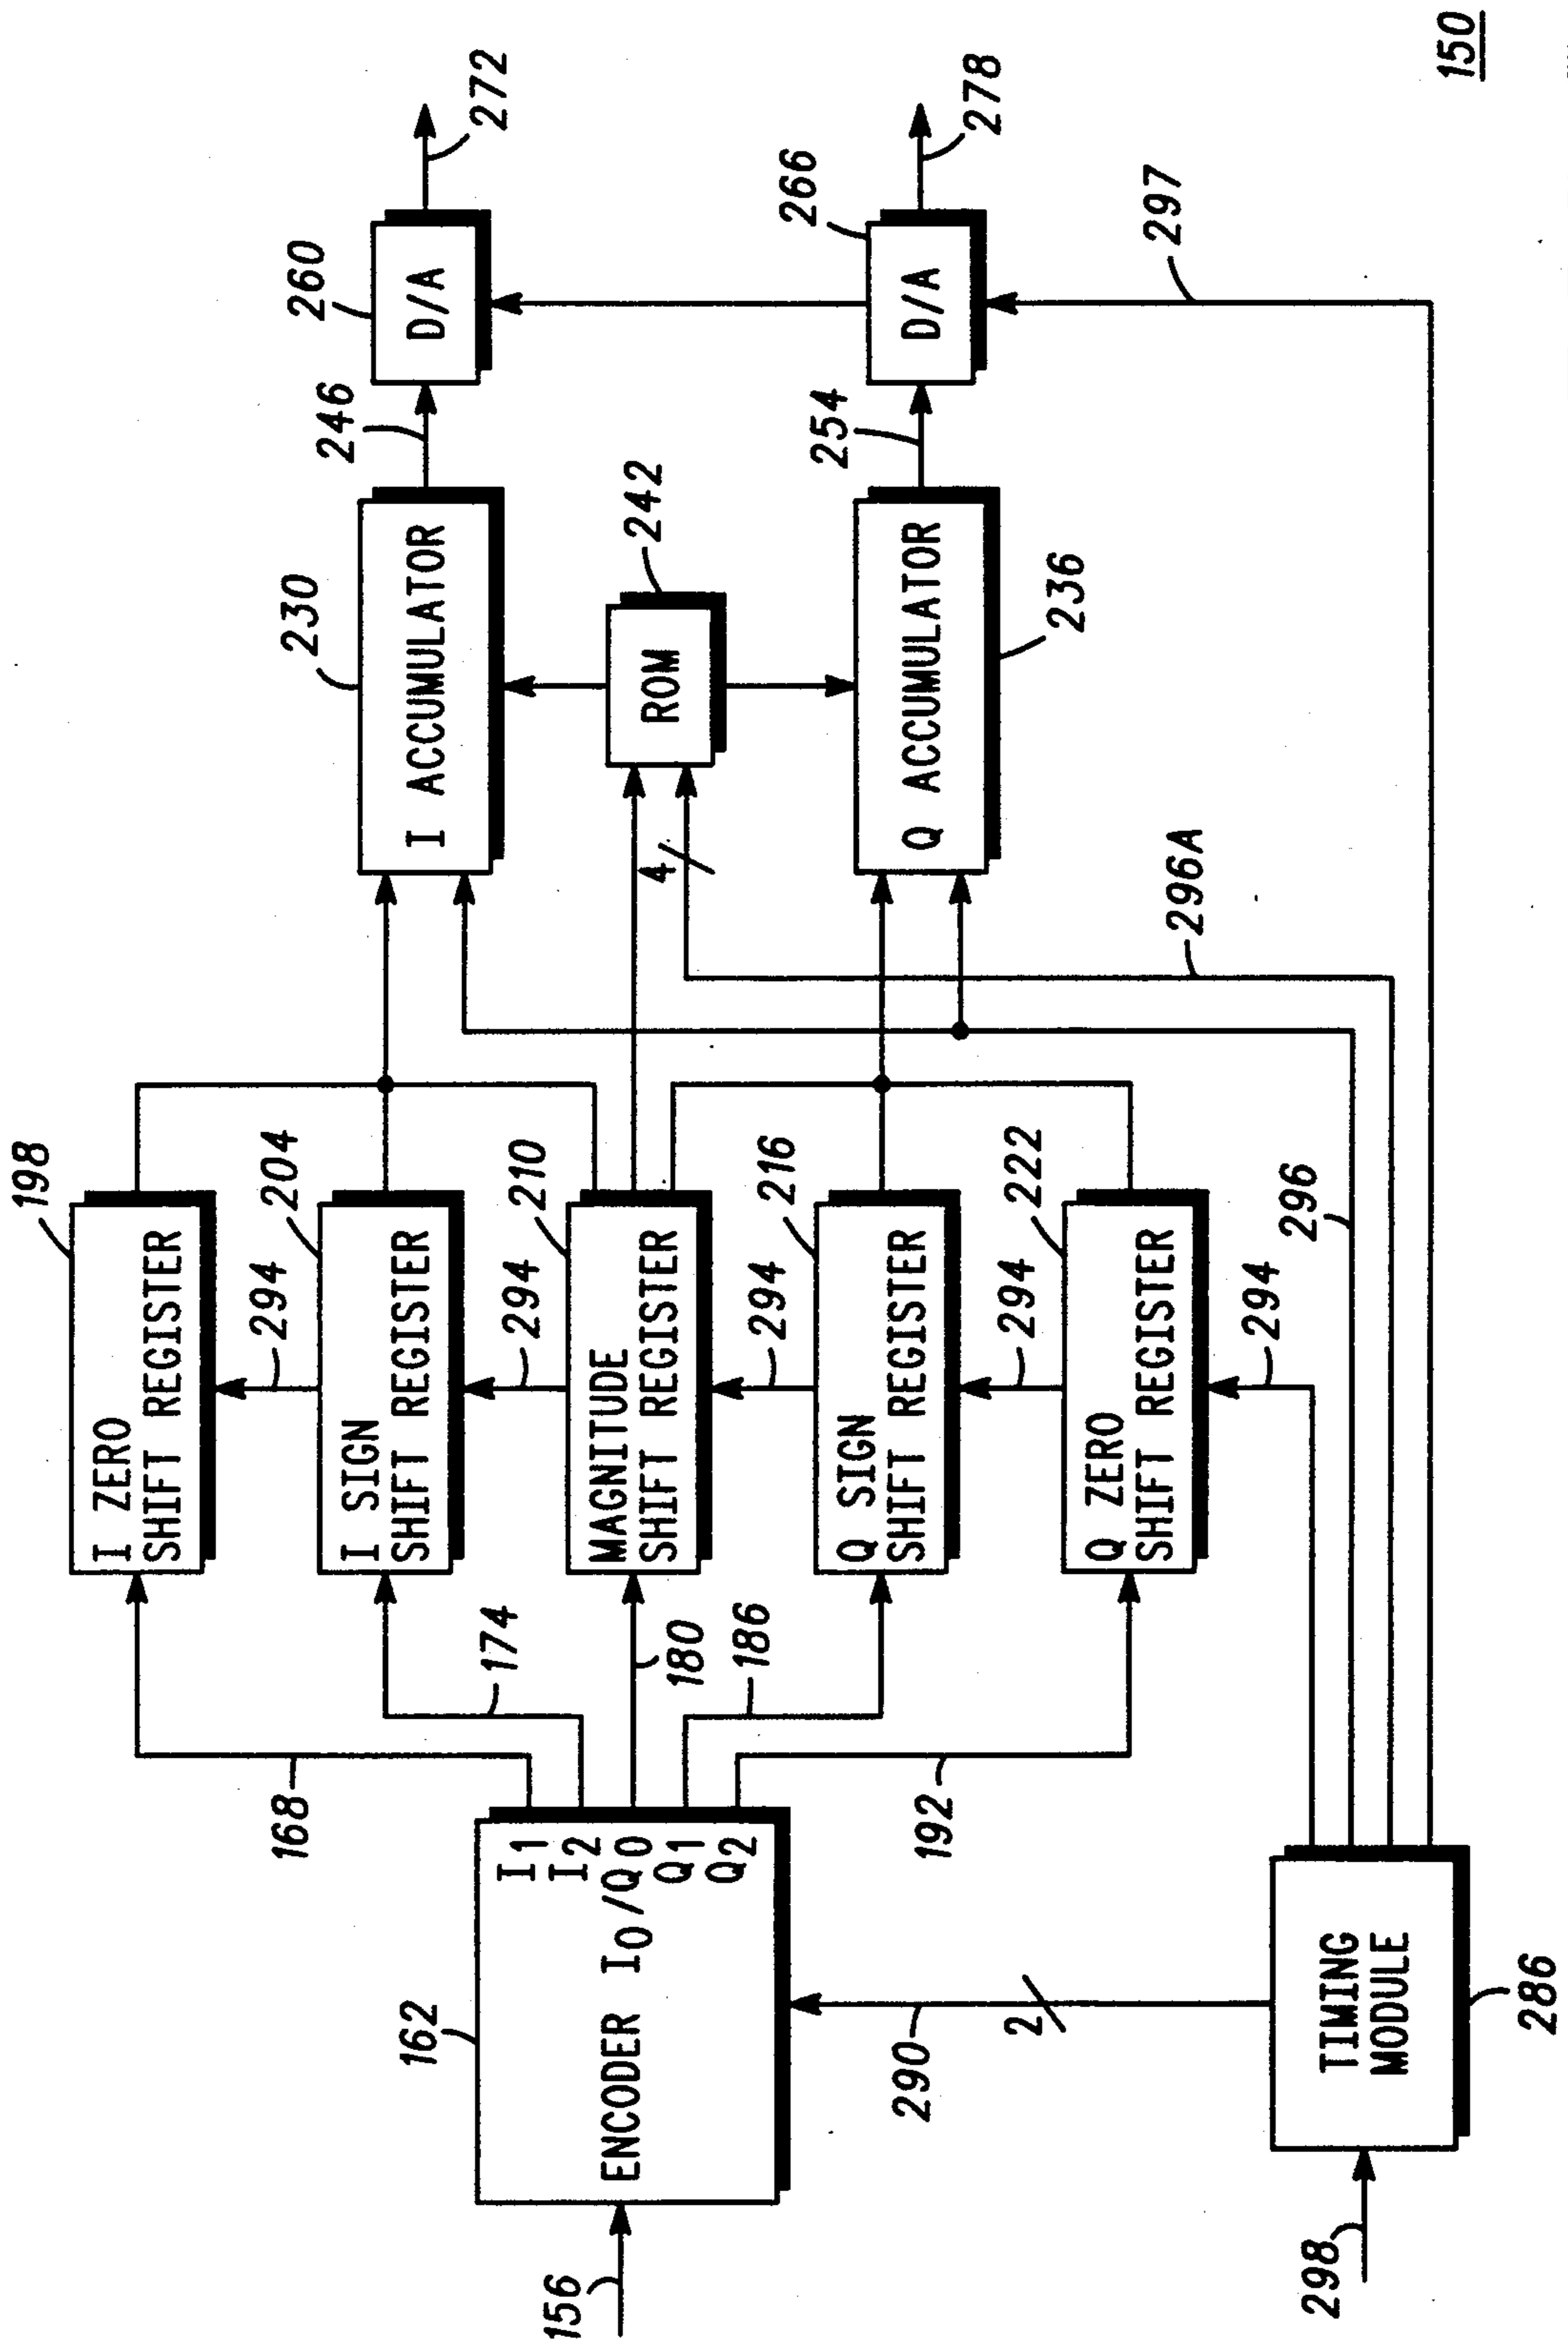 150
198
I ZERO
SHIFT REGISTER
294
168
204
I SIGN
SHIFT REGISTER
294
174
230
I ACCUMULATOR
246
260
D/A
272
162
ENCODER
I1
I2
I0/Q0
Q1
Q2
156
180
210
MAGNITUDE
SHIFT REGISTER
294
4
ROM
242
186
216
Q SIGN
SHIFT REGISTER
294
Q ACCUMULATOR
236
254
266
D/A
278
192
222
Q ZERO
SHIFT REGISTER
294
290
2
296
296A
297
TIMING
MODULE
286
298